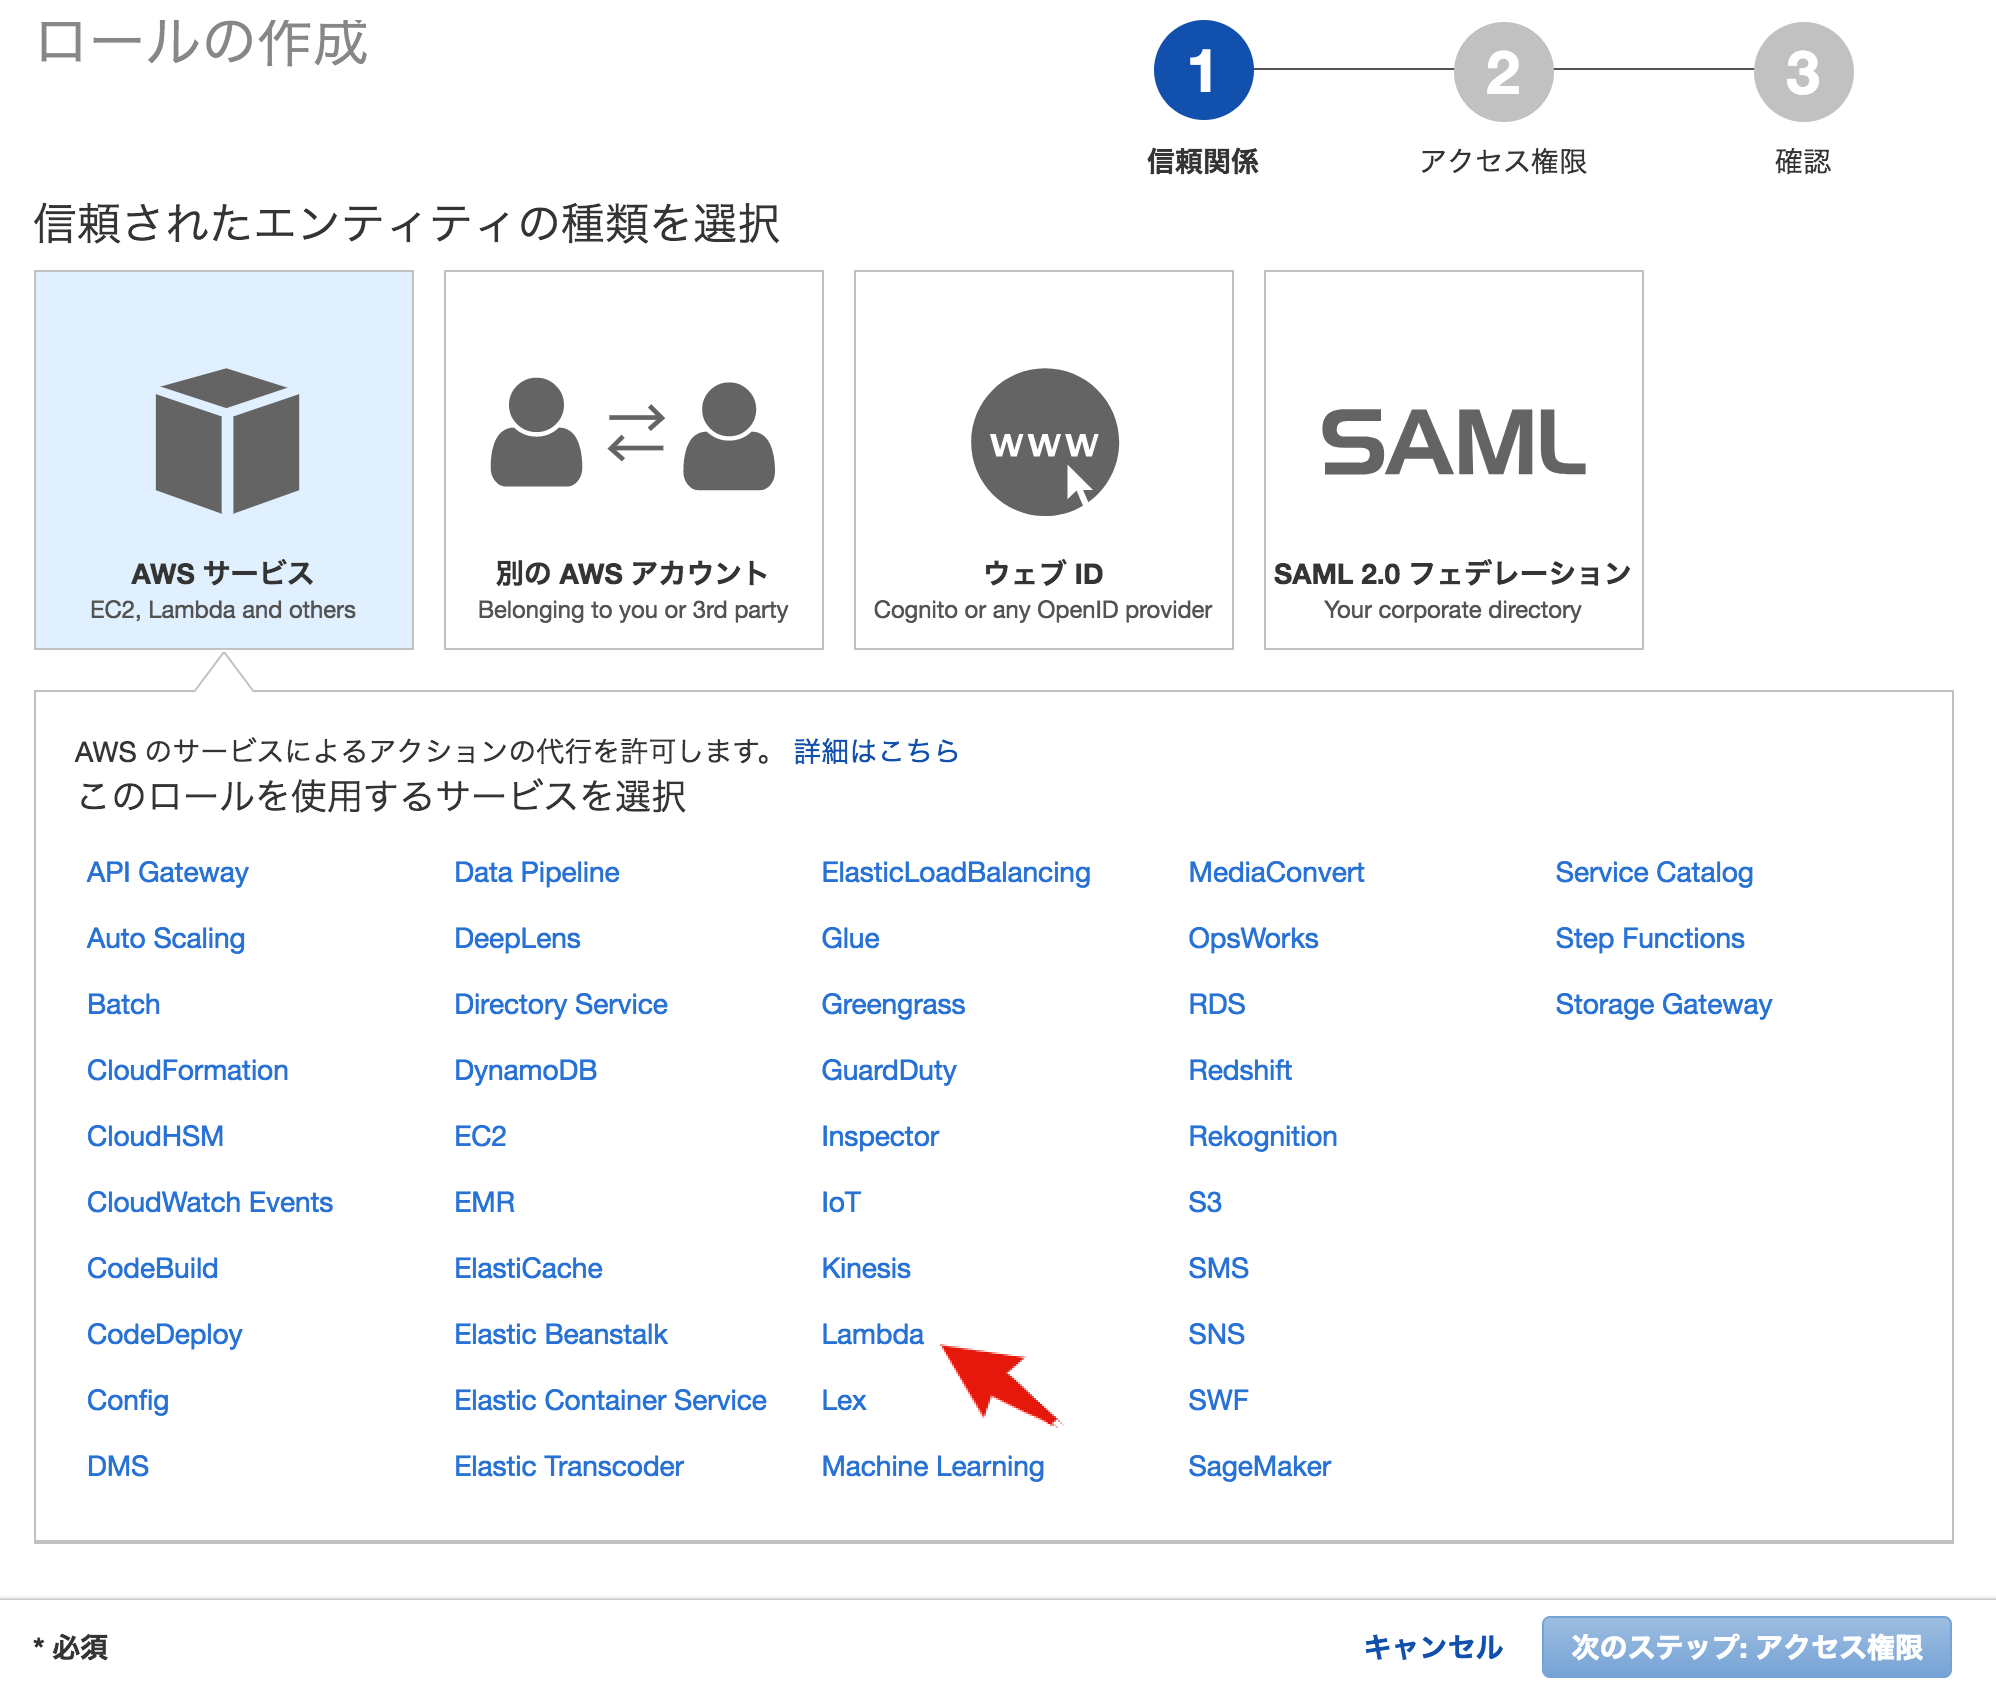 ロールの作成
1
2
3
信頼関係
アクセス権限
確認
信頼されたエンティティの種類を選択
www
SAML
AWS サービス
EC2, Lambda and others
別の AWS アカウント
Belonging to you or 3rd party
ウェブ ID
Cognito or any OpenID provider
SAML 2.0 フェデレーション
Your corporate directory
AWS のサービスによるアクションの代行を許可します。 詳細はこちら
このロールを使用するサービスを選択
API Gateway
Data Pipeline
ElasticLoadBalancing
MediaConvert
Service Catalog
Auto Scaling
DeepLens
Glue
OpsWorks
Step Functions
Batch
Directory Service
Greengrass
RDS
Storage Gateway
CloudFormation
DynamoDB
GuardDuty
Redshift
CloudHSM
EC2
Inspector
Rekognition
CloudWatch Events
EMR
IoT
S3
CodeBuild
ElastiCache
Kinesis
SMS
CodeDeploy
Elastic Beanstalk
Lambda
SNS
Config
Elastic Container Service
Lex
SWF
DMS
Elastic Transcoder
Machine Learning
SageMaker
* 必須
キャンセル
次のステップ: アクセス権限